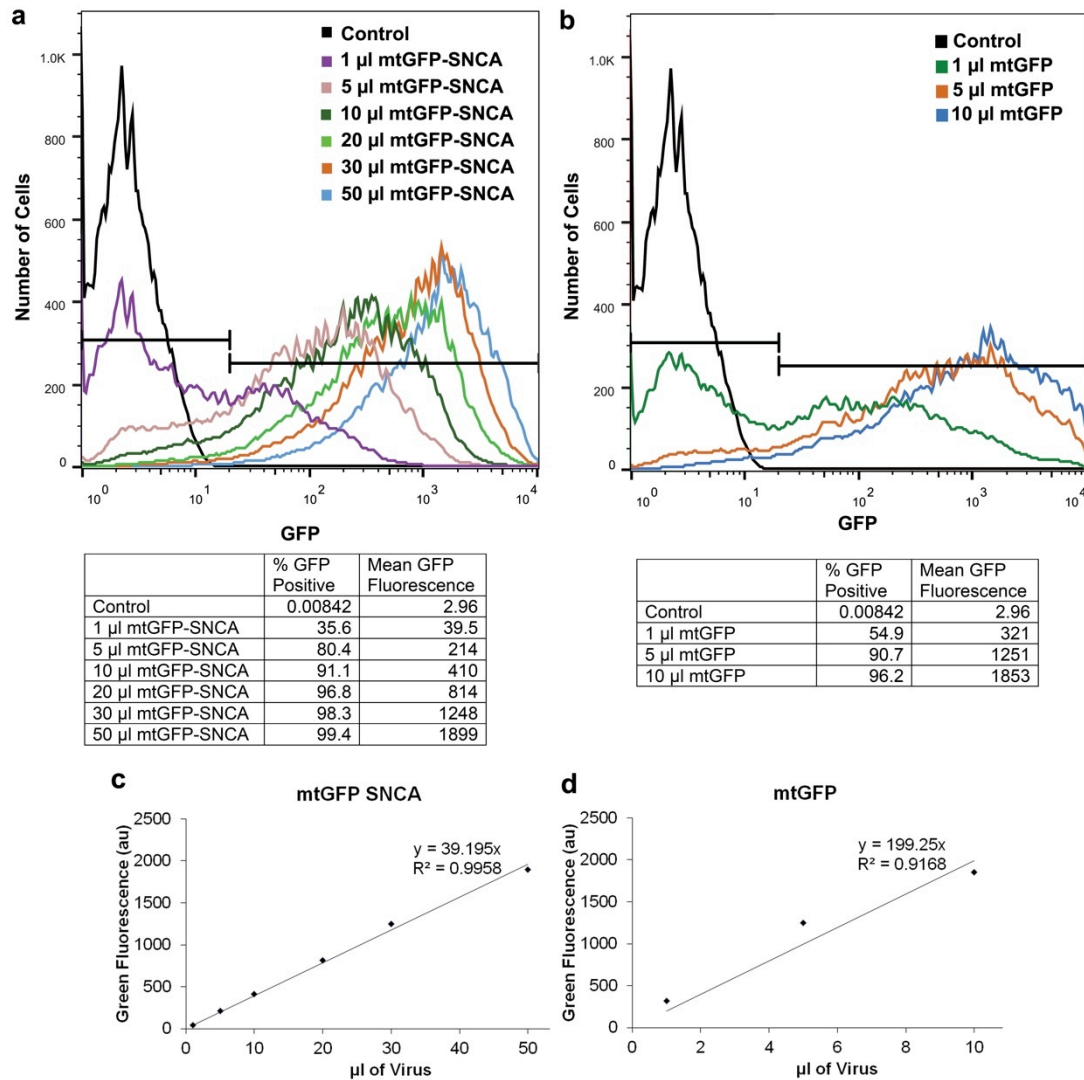 a
Control
1 µl mtGFP-SNCA
5 µl mtGFP-SNCA
10 µl mtGFP-SNCA
20 µl mtGFP-SNCA
30 µl mtGFP-SNCA
50 µl mtGFP-SNCA
Number of Cells
1.0K
800
600
400
200
0
10^0
10^1
10^2
10^3
10^4
GFP
% GFP Positive
Mean GFP Fluorescence
Control 0.00842 2.96
1 µl mtGFP-SNCA 35.6 39.5
5 µl mtGFP-SNCA 80.4 214
10 µl mtGFP-SNCA 91.1 410
20 µl mtGFP-SNCA 96.8 814
30 µl mtGFP-SNCA 98.3 1248
50 µl mtGFP-SNCA 99.4 1899
b
Control
1 µl mtGFP
5 µl mtGFP
10 µl mtGFP
Number of Cells
1.0K
800
600
400
200
0
10^0
10^1
10^2
10^3
10^4
GFP
% GFP Positive
Mean GFP Fluorescence
Control 0.00842 2.96
1 µl mtGFP 54.9 321
5 µl mtGFP 90.7 1251
10 µl mtGFP 96.2 1853
c
mtGFP SNCA
Green Fluorescence (au)
2500
2000
1500
1000
500
0
y = 39.195x
R² = 0.9958
0 10 20 30 40 50
µl of Virus
d
mtGFP
Green Fluorescence (au)
2500
2000
1500
1000
500
0
y = 199.25x
R² = 0.9168
0 2 4 6 8 10
µl of Virus